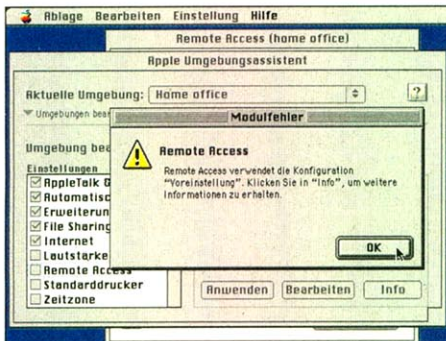 Ablage Bearbeiten Einstellung Hilfe
Remote Access (home office)
Apple Umgebungsassistent
Aktuelle Umgebung: Home office
?
Umgebungen bear
Modulfehler
Umgebung bea
Remote Access
Remote Access verwendet die Konfiguration
"Voreinstellung". Klicken Sie in "Info", um weitere
Informationen zu erhalten.
OK
Einstellungen
AppleTalk &
Automatisc
Erweiterun
File Sharing
Internet
Lautstärke
Remote Access
Standarddrucker
Zeitzone
Anwenden Bearbeiten Info